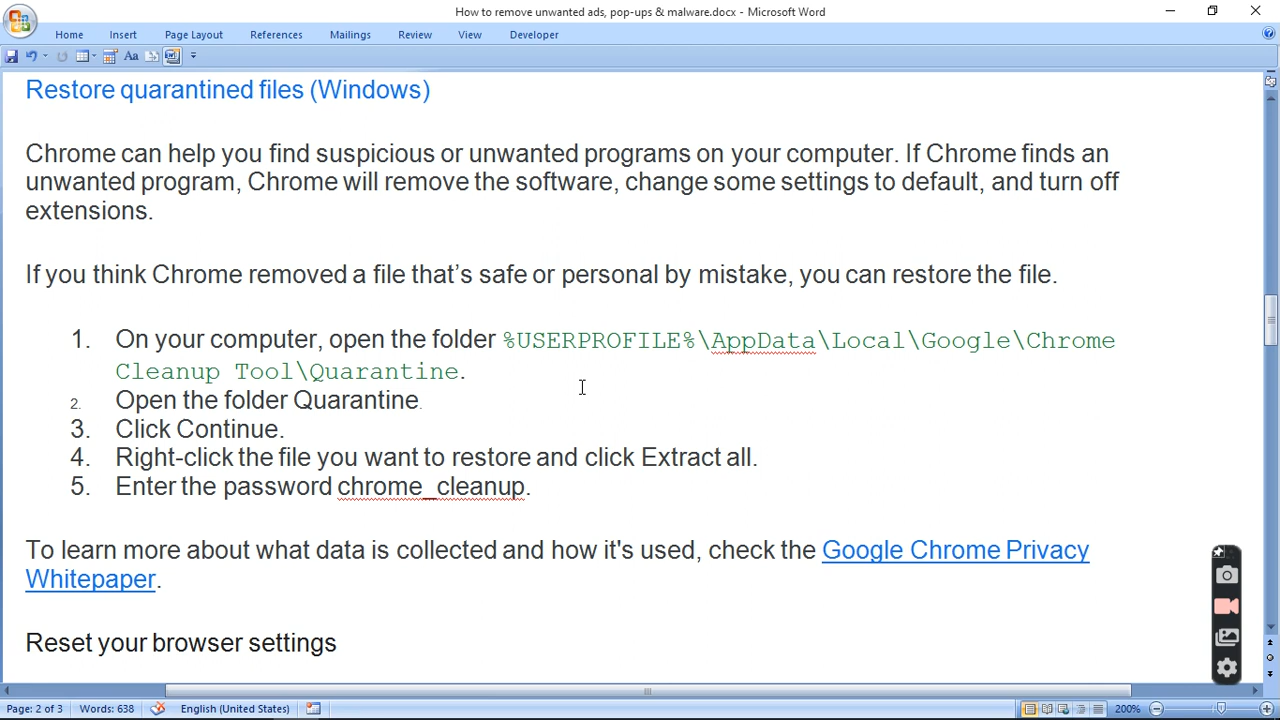 How to remove unwanted ads, pop-ups & malware.docx - Microsoft Word
Home Insert Page Layout References Mailings Review View Developer
Aa
Restore quarantined files (Windows)
Chrome can help you find suspicious or unwanted programs on your computer. If Chrome finds an
unwanted program, Chrome will remove the software, change some settings to default, and turn off
extensions.
If you think Chrome removed a file that’s safe or personal by mistake, you can restore the file.
1. On your computer, open the folder %USERPROFILE%\AppData\Local\Google\Chrome
Cleanup Tool\Quarantine.
2. Open the folder Quarantine.
3. Click Continue.
4. Right-click the file you want to restore and click Extract all.
5. Enter the password chrome_cleanup.
To learn more about what data is collected and how it's used, check the Google Chrome Privacy
Whitepaper.
Reset your browser settings
Page: 2 of 3 Words: 638 English (United States) 200%